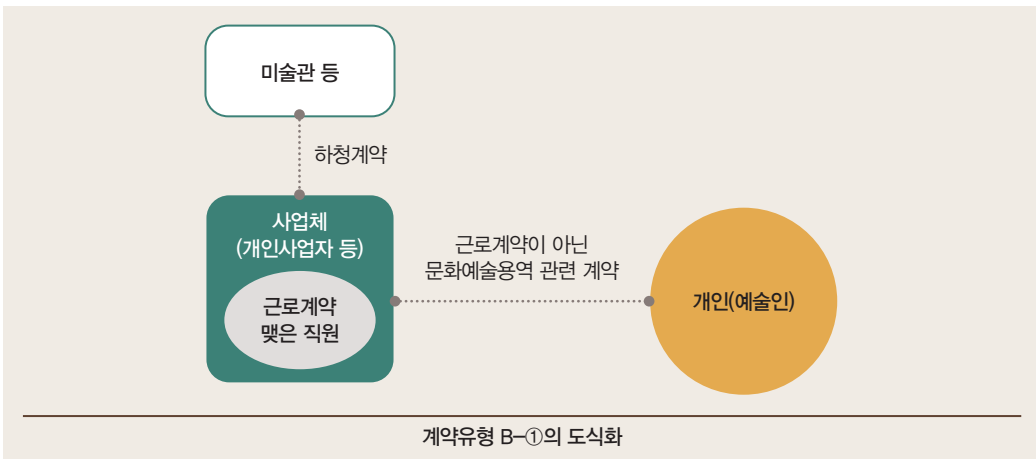 미술관 등
하청계약
사업체
(개인사업자 등)
근로계약
맺은 직원
근로계약이 아닌
문화예술용역 관련 계약
개인(예술인)
계약유형 B-①의 도식화